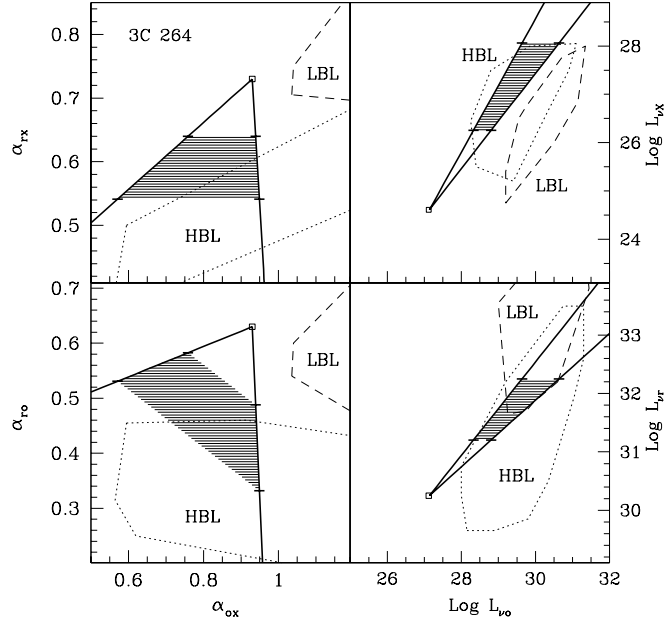 3C 264
0.8
0.7
0.6
0.5
α_rx
LBL
HBL
HBL
LBL
28
26
24
Log L_νX
0.7
0.6
0.5
0.4
0.3
α_ro
LBL
HBL
LBL
HBL
33
32
31
30
Log L_νr
0.6 0.8 1
α_ox
26 28 30 32
Log L_νo